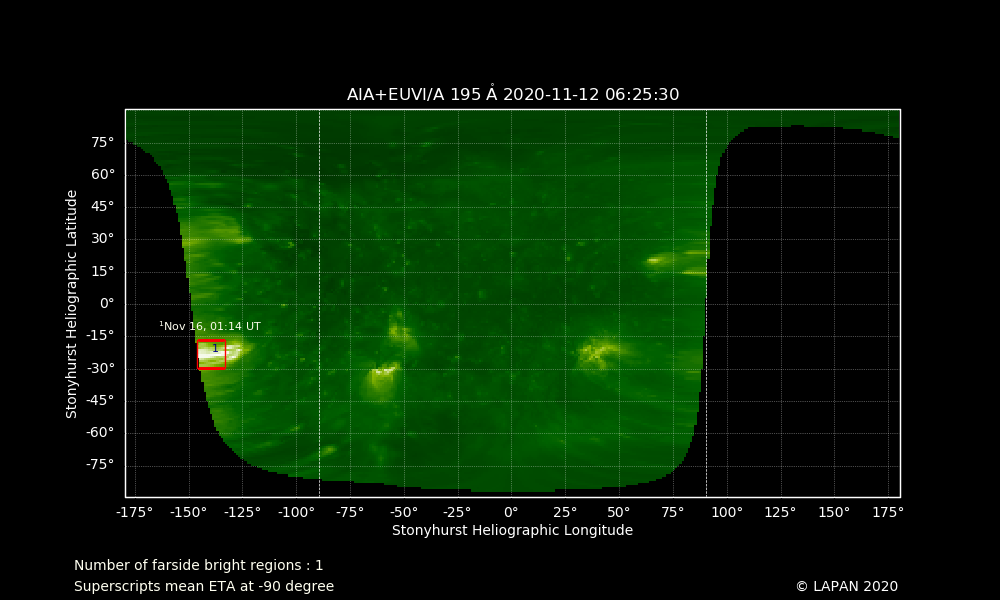 AIA+EUVI/A 195 Å 2020-11-12 06:25:30
Stonyhurst Heliographic Latitude
75°
60°
45°
30°
15°
0°
-15°
-30°
-45°
-60°
-75°
¹Nov 16, 01:14 UT
1
-175° -150° -125° -100° -75° -50° -25° 0° 25° 50° 75° 100° 125° 150° 175°
Stonyhurst Heliographic Longitude
Number of farside bright regions : 1
Superscripts mean ETA at -90 degree
© LAPAN 2020